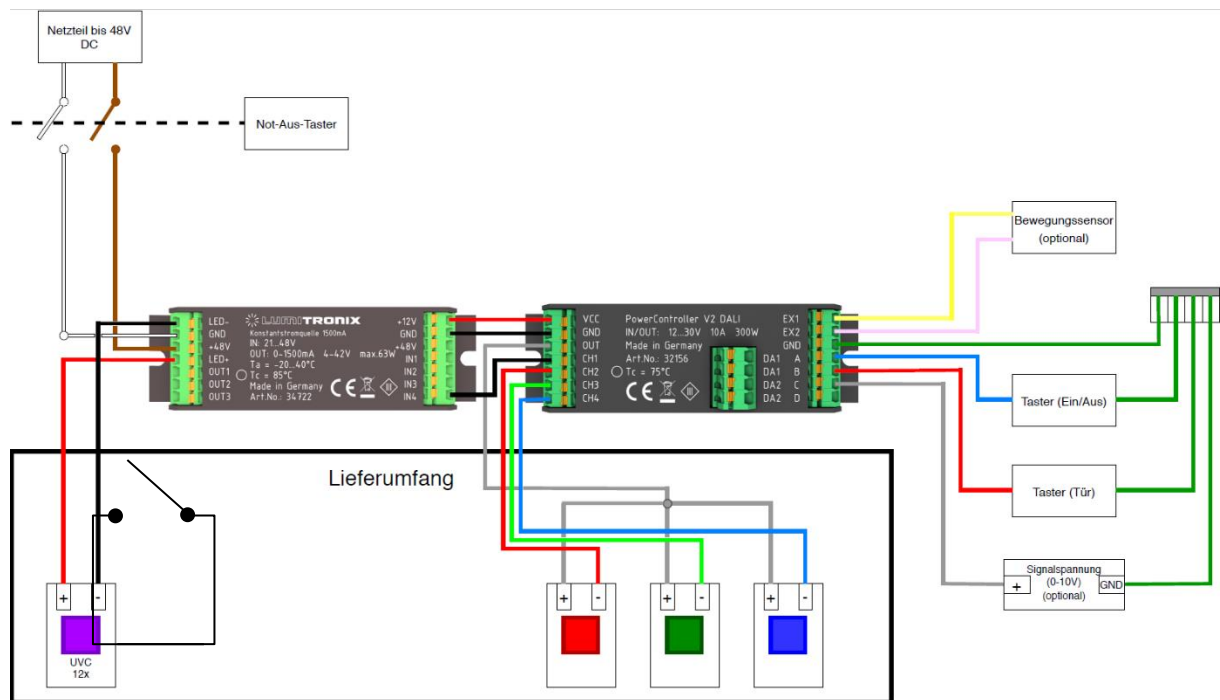 Netzteil bis 48V
DC
Not-Aus-Taster
Bewegungssensor
(optional)
LED-
GND
+48V
LED+
OUT1
OUT2
OUT3
LUMITRONIX
Konstantstromquelle 1500mA
IN: 21..48V
OUT: 0-1500mA 4-42V max.63W
Ta = -20..40°C
Tc = 85°C
Made in Germany
Art.No.: 34722
CE
+12V
GND
+48V
IN1
IN2
IN3
IN4
VCC
GND
OUT
CH1
CH2
CH3
CH4
PowerController V2 DALI
IN/OUT: 12...30V 10A 300W
Made in Germany
Art.No.: 32156
Tc = 75°C
CE
DA1
DA1
DA2
DA2
EX1
EX2
GND
A
B
C
D
Taster (Ein/Aus)
Taster (Tür)
Signalspannung
(0-10V)
(optional)
+
GND
Lieferumfang
+ -
UVC
12x
+ -
+ -
+ -